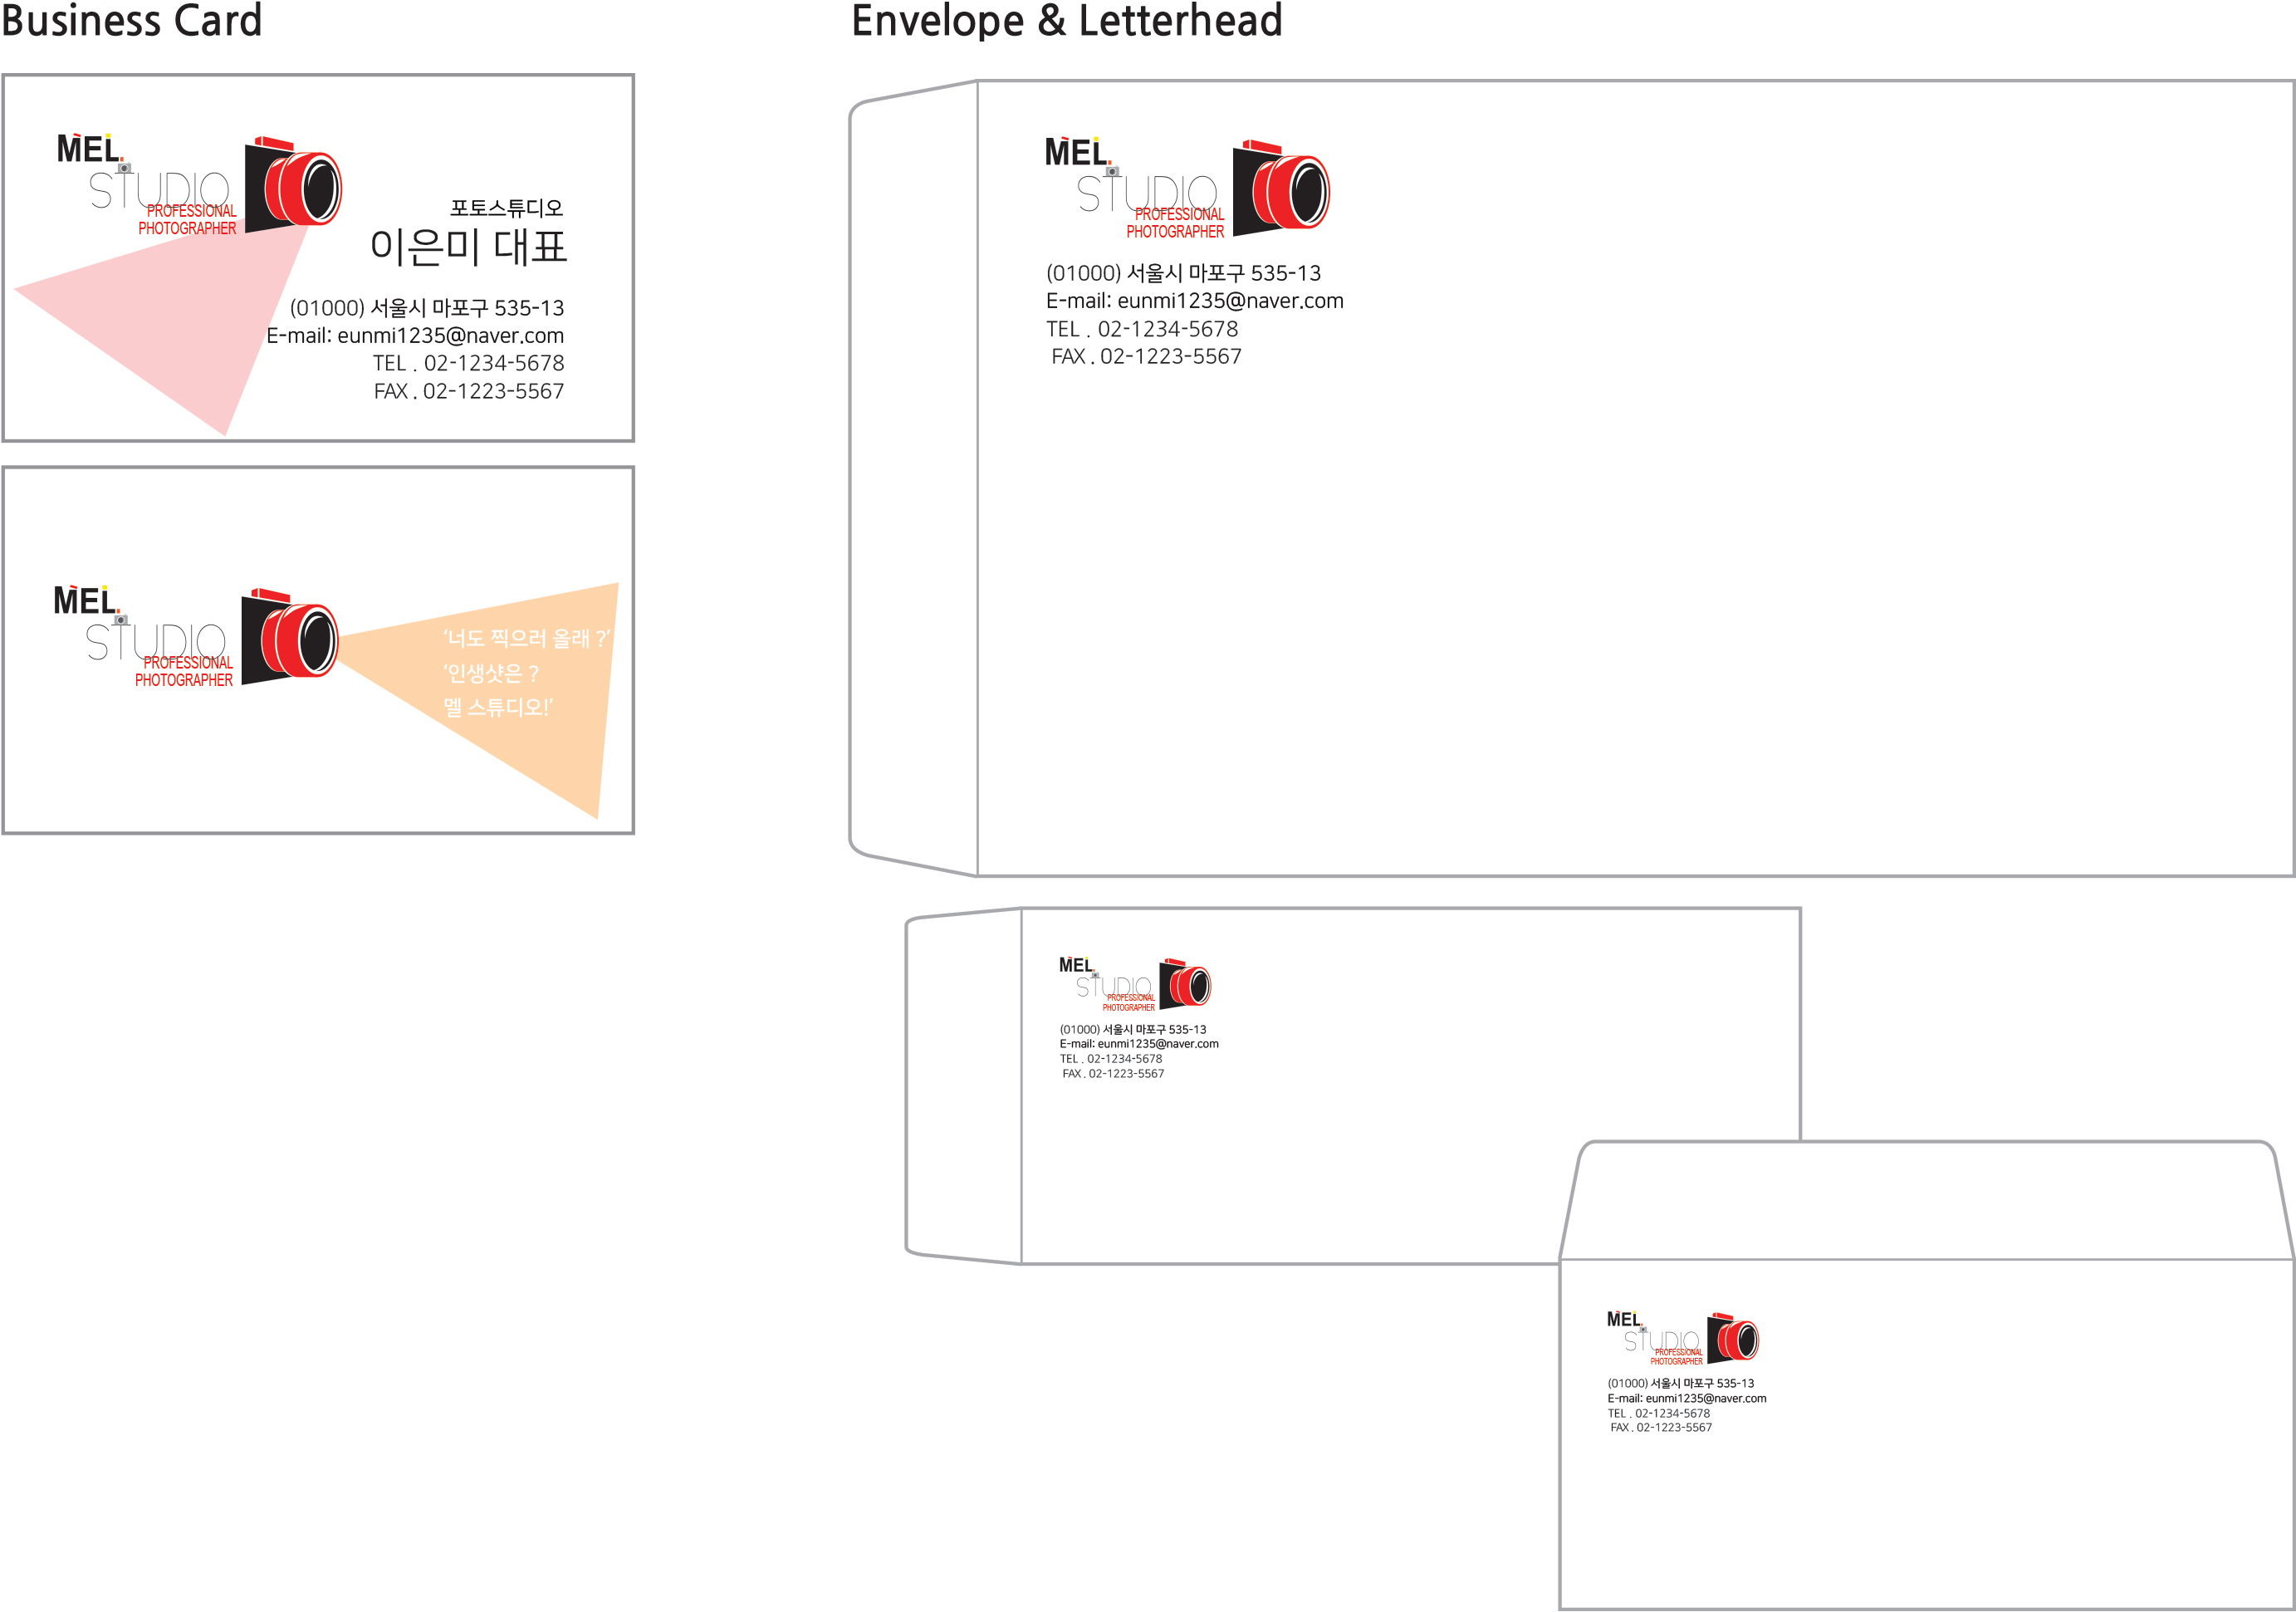 Business Card
MEL.
STUDIO
PROFESSIONAL
PHOTOGRAPHER
포토스튜디오
이은미 대표
(01000) 서울시 마포구 535-13
E-mail: eunmi1235@naver.com
TEL . 02-1234-5678
FAX . 02-1223-5567
MEL.
STUDIO
PROFESSIONAL
PHOTOGRAPHER
‘너도 찍으러 올래 ?’
‘인생샷은 ?
멜 스튜디오!’
Envelope & Letterhead
MEL.
STUDIO
PROFESSIONAL
PHOTOGRAPHER
(01000) 서울시 마포구 535-13
E-mail: eunmi1235@naver.com
TEL . 02-1234-5678
FAX . 02-1223-5567
MEL.
STUDIO
PROFESSIONAL
PHOTOGRAPHER
(01000) 서울시 마포구 535-13
E-mail: eunmi1235@naver.com
TEL . 02-1234-5678
FAX . 02-1223-5567
MEL.
STUDIO
PROFESSIONAL
PHOTOGRAPHER
(01000) 서울시 마포구 535-13
E-mail: eunmi1235@naver.com
TEL . 02-1234-5678
FAX . 02-1223-5567